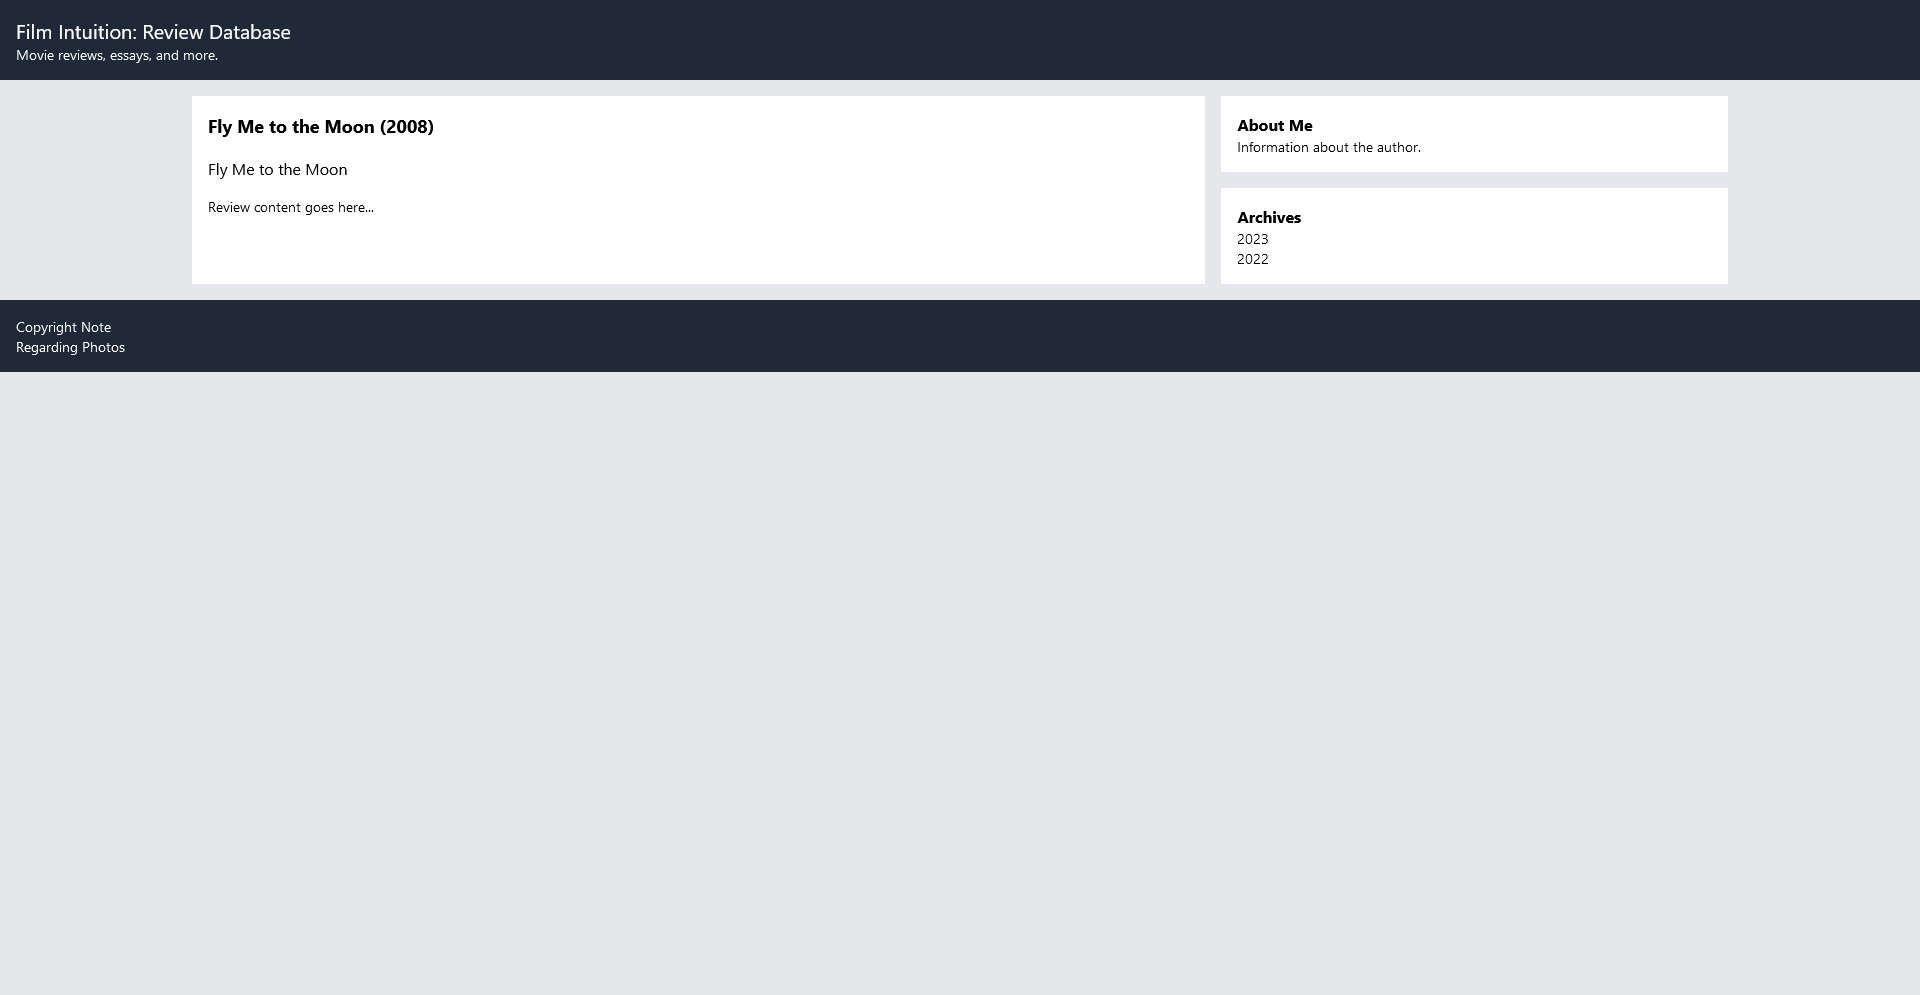 Film Intuition: Review Database
Movie reviews, essays, and more.
Fly Me to the Moon (2008)
Fly Me to the Moon
Review content goes here...
About Me
Information about the author.
Archives
2023
2022
Copyright Note
Regarding Photos